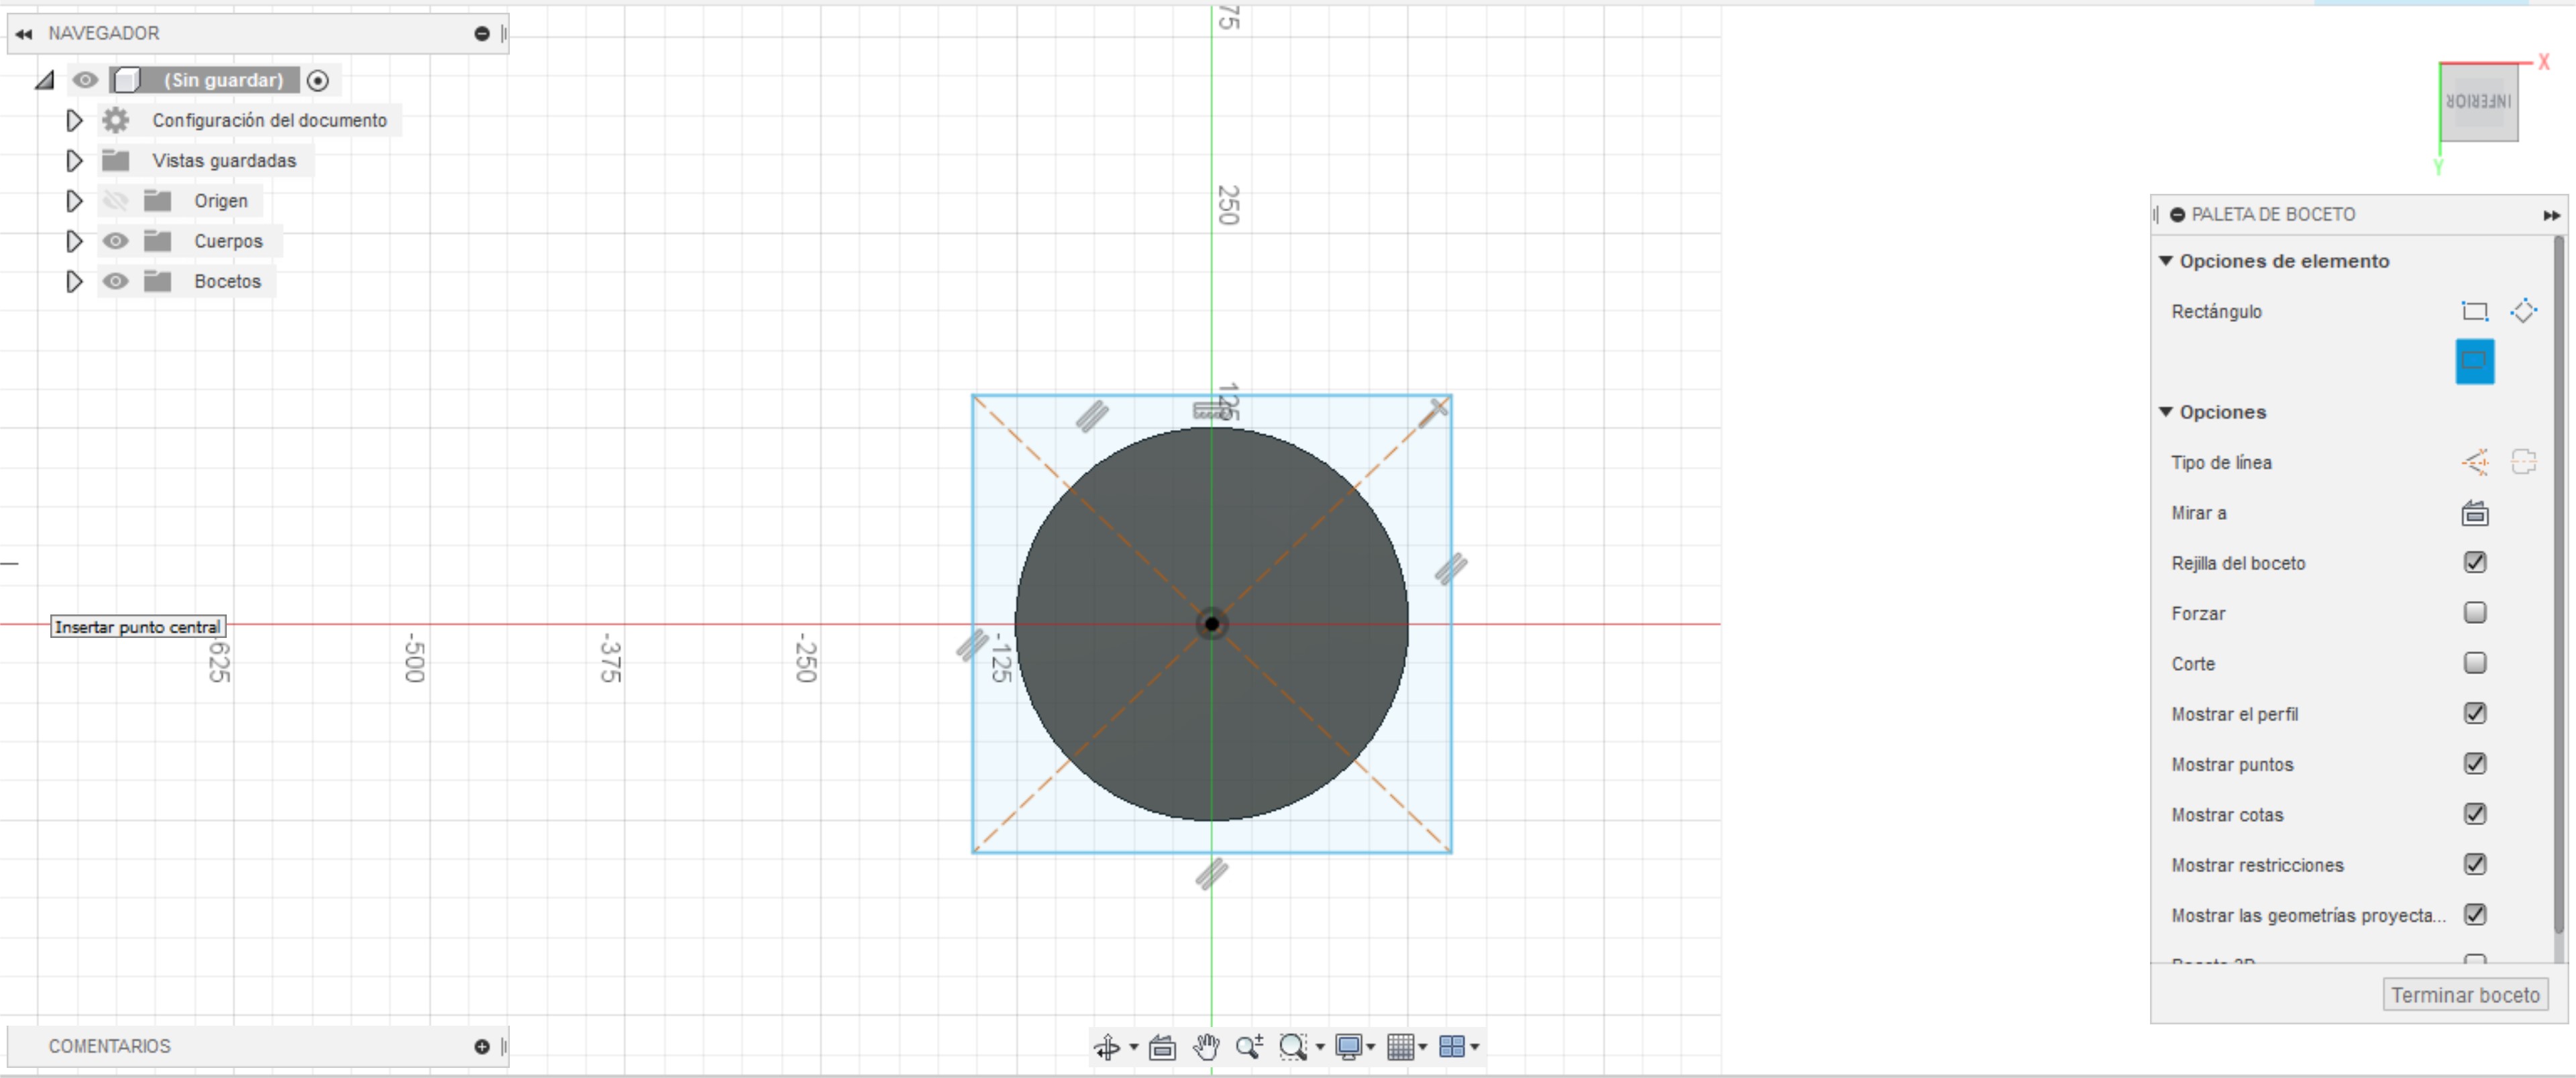 NAVEGADOR
(Sin guardar)
Configuración del documento
Vistas guardadas
Origen
Cuerpos
Bocetos
75
250
125
Insertar punto central
-625
-500
-375
-250
-125
X
INFERIOR
Y
PALETA DE BOCETO
Opciones de elemento
Rectángulo
Opciones
Tipo de línea
Mirar a
Rejilla del boceto
Forzar
Corte
Mostrar el perfil
Mostrar puntos
Mostrar cotas
Mostrar restricciones
Mostrar las geometrías proyecta...
Terminar boceto
COMENTARIOS